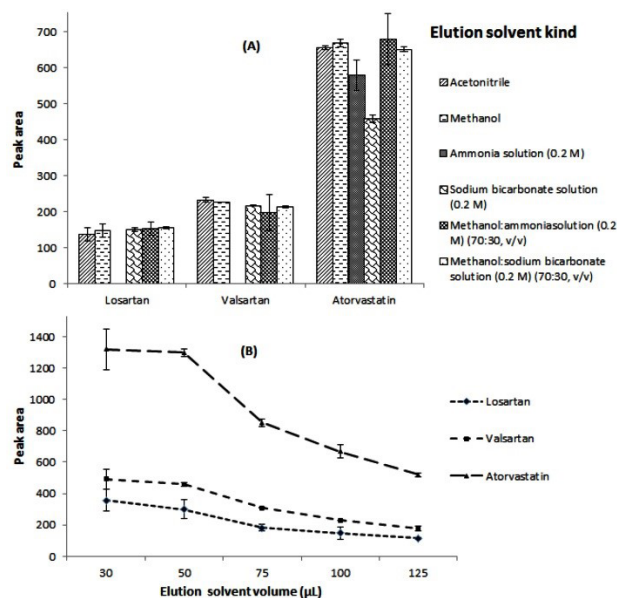 (A)
Elution solvent kind
700
600
500
400
300
200
100
0
Peak area
Losartan
Valsartan
Atorvastatin
Acetonitrile
Methanol
Ammonia solution (0.2 M)
Sodium bicarbonate solution
(0.2 M)
Methanol:ammoniasolution (0.2
M) (70:30, v/v)
Methanol:sodium bicarbonate
solution (0.2 M) (70:30, v/v)
(B)
1400
1200
1000
800
600
400
200
0
Peak area
30
50
75
100
125
Elution solvent volume (µL)
Losartan
Valsartan
Atorvastatin